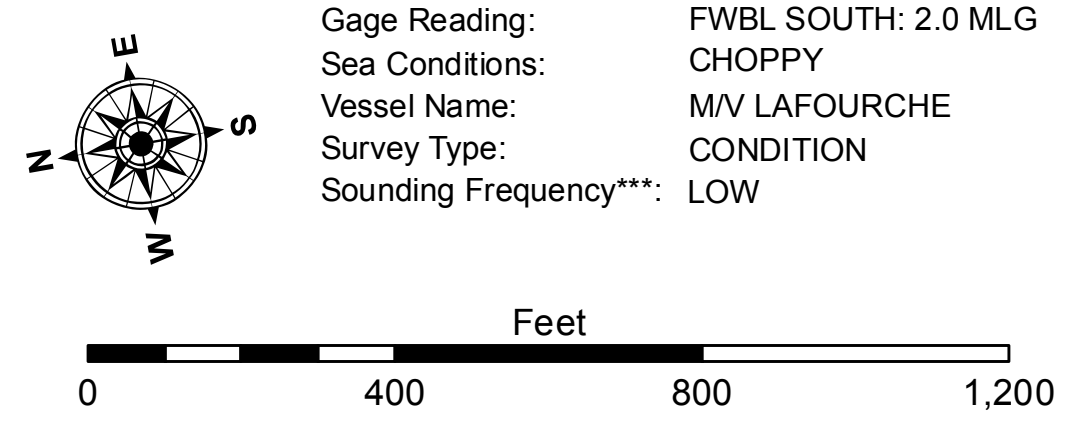 E
N
S
W
Gage Reading: FWBL SOUTH: 2.0 MLG
Sea Conditions: CHOPPY
Vessel Name: M/V LAFOURCHE
Survey Type: CONDITION
Sounding Frequency***: LOW
Feet
0 400 800 1,200